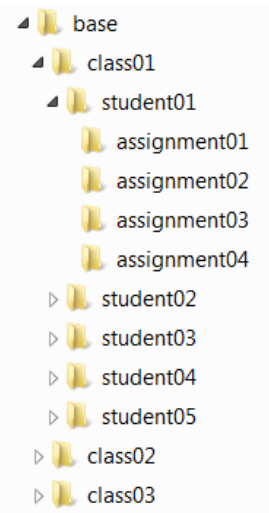 base
class01
student01
assignment01
assignment02
assignment03
assignment04
student02
student03
student04
student05
class02
class03